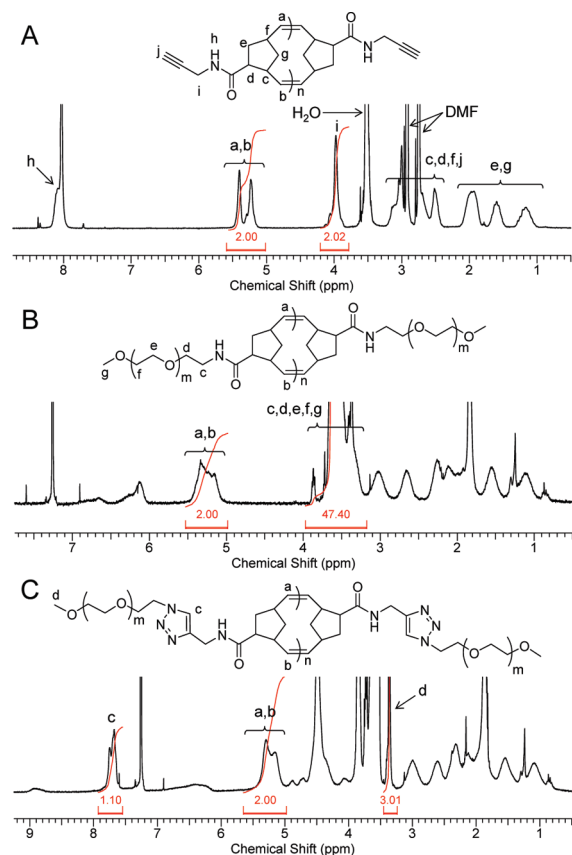 A
a
f
e
g
h
j
O
N
H
i
O
d
c
b
n
H
N
H₂O
DMF
i
a,b
c,d,f,j
e,g
h
2.00
2.02
8
7
6
5
4
3
2
1
Chemical Shift (ppm)
B
a
O
N
H
O
O
m
e
d
H
N
O
O
g
f
m
c
O
b
n
c,d,e,f,g
a,b
2.00
47.40
7
6
5
4
3
2
1
Chemical Shift (ppm)
C
d
O
O
m
N
N
N
c
H
N
O
a
b
n
O
N
H
N
N
N
O
O
m
d
c
a,b
1.10
2.00
3.01
9
8
7
6
5
4
3
2
1
Chemical Shift (ppm)